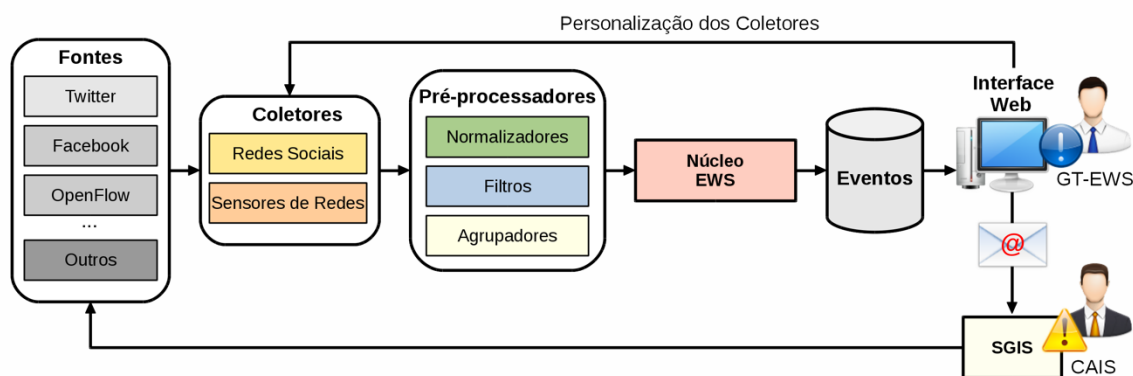 Personalização dos Coletores
Fontes
Twitter
Facebook
OpenFlow
...
Outros
Coletores
Redes Sociais
Sensores de Redes
Pré-processadores
Normalizadores
Filtros
Agrupadores
Núcleo
EWS
Eventos
Interface
Web
GT-EWS
@
SGIS
CAIS